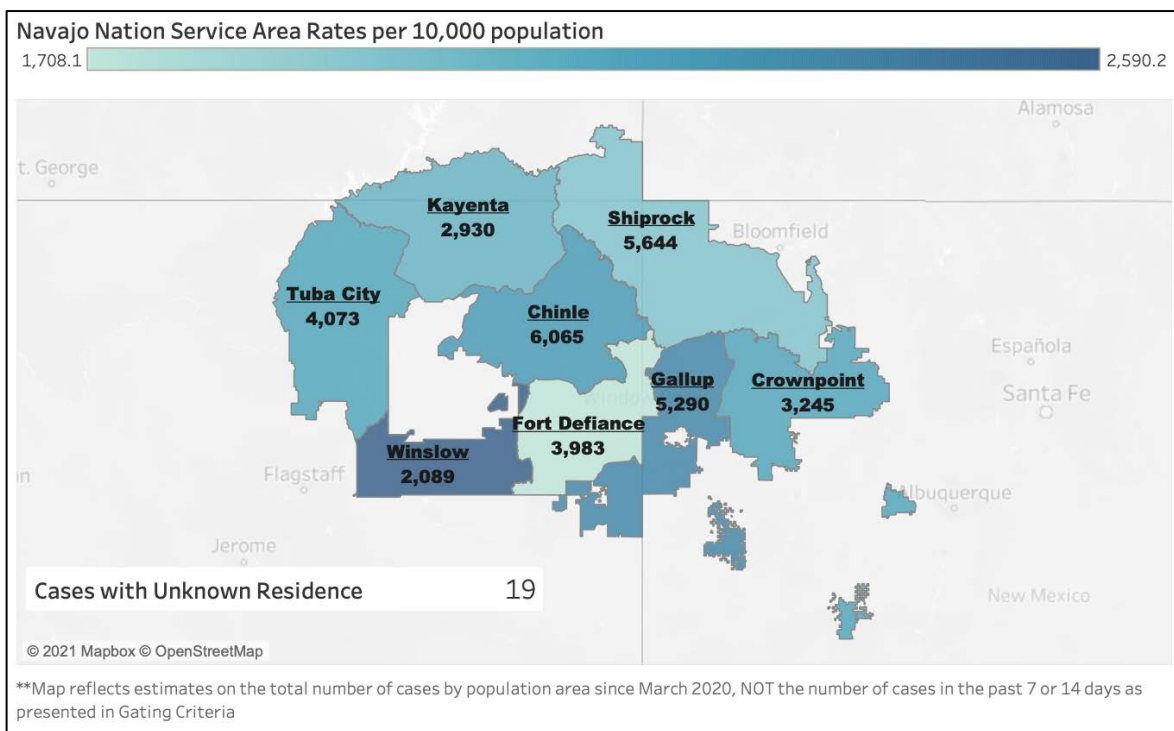 Navajo Nation Service Area Rates per 10,000 population
1,708.1
2,590.2
Alamosa
t. George
Kayenta
2,930
Shiprock
5,644
Bloomfield
Tuba City
4,073
Chinle
6,065
Española
Gallup
5,290
Crownpoint
3,245
Santa Fe
Window
Fort Defiance
3,983
Winslow
2,089
Flagstaff
Albuquerque
Jerome
Cases with Unknown Residence 19
New Mexico
© 2021 Mapbox © OpenStreetMap
**Map reflects estimates on the total number of cases by population area since March 2020, NOT the number of cases in the past 7 or 14 days as
presented in Gating Criteria